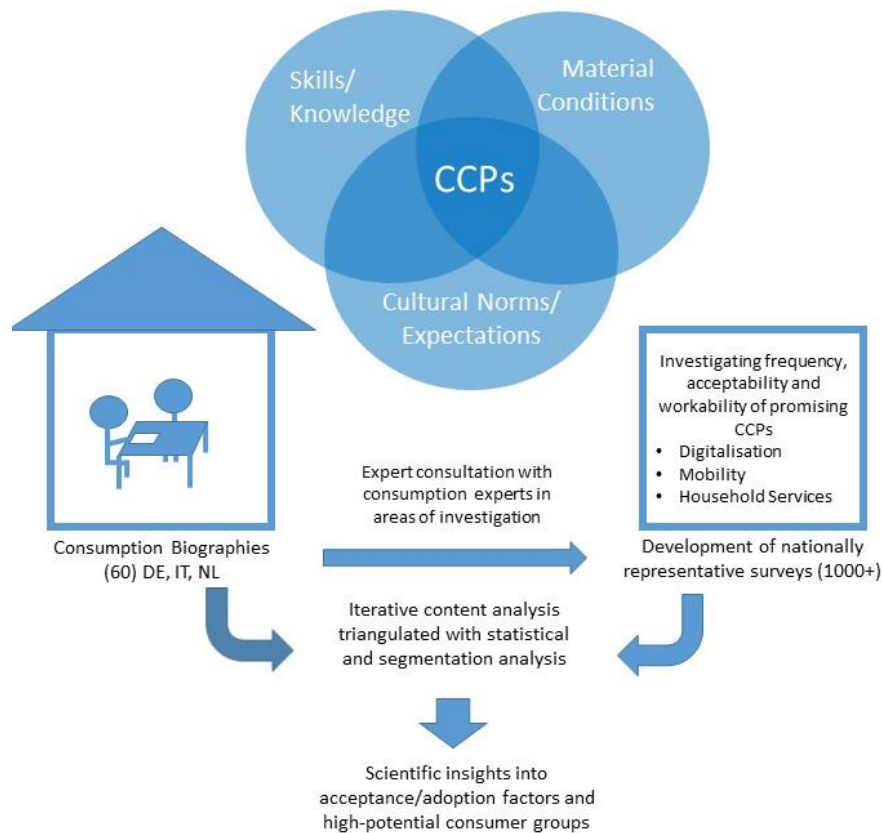 Skills/
Knowledge
Material
Conditions
CCPs
Cultural Norms/
Expectations
Investigating frequency,
acceptability and
workability of promising
CCPs
• Digitalisation
• Mobility
• Household Services
Expert consultation with
consumption experts in
areas of investigation
Consumption Biographies
(60) DE, IT, NL
Development of nationally
representative surveys (1000+)
Iterative content analysis
triangulated with statistical
and segmentation analysis
Scientific insights into
acceptance/adoption factors and
high-potential consumer groups